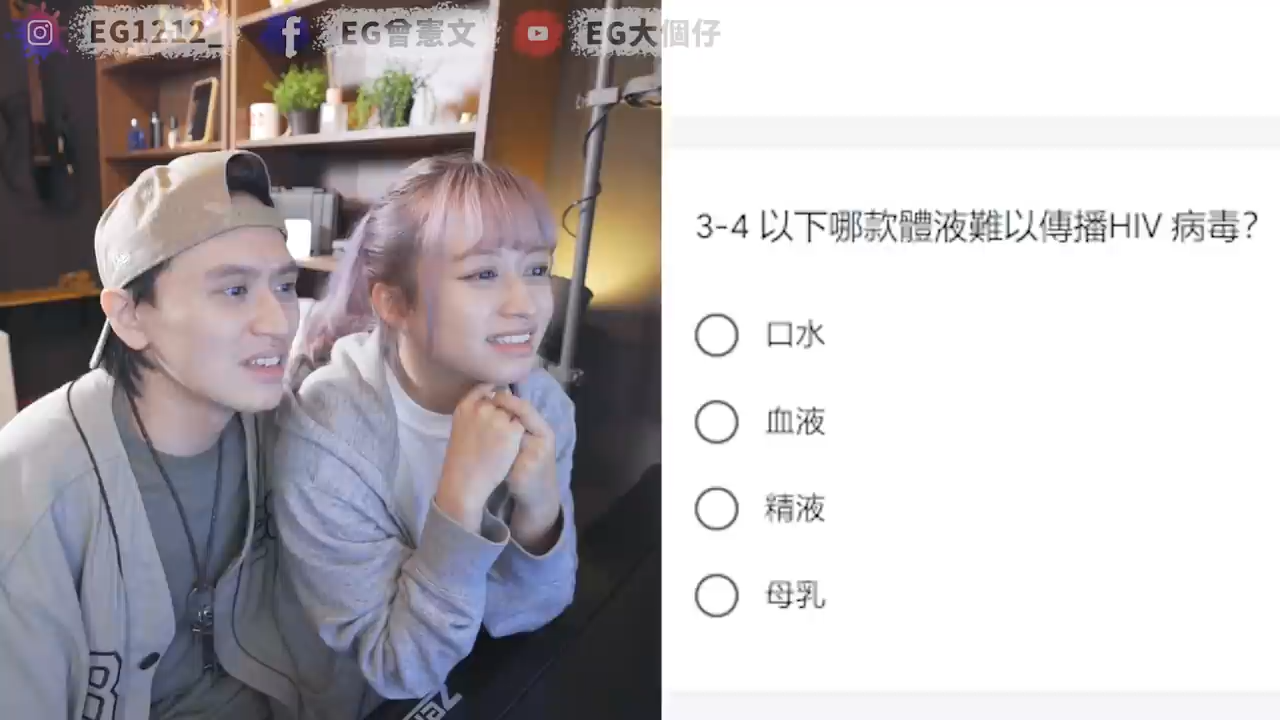 EG1212_
EG曾憲文
EG大個仔
3-4 以下哪款體液難以傳播HIV 病毒?
口水
血液
精液
母乳